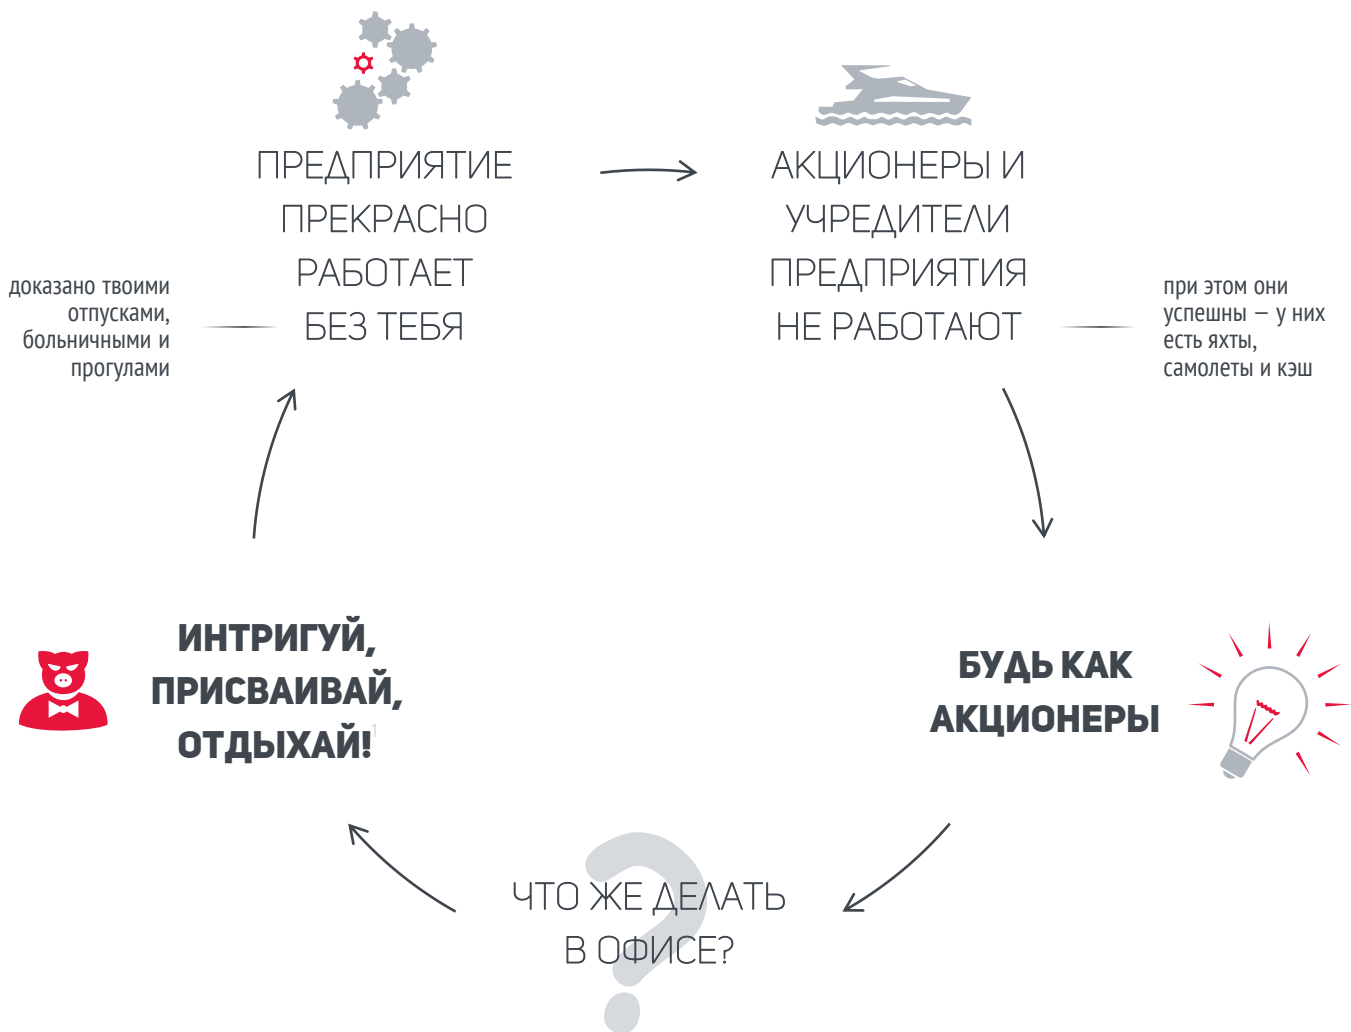 ПРЕДПРИЯТИЕ
ПРЕКРАСНО
РАБОТАЕТ
БЕЗ ТЕБЯ
доказано твоими
отпусками,
больничными и
прогулами
АКЦИОНЕРЫ И
УЧРЕДИТЕЛИ
ПРЕДПРИЯТИЯ
НЕ РАБОТАЮТ
при этом они
успешны — у них
есть яхты,
самолеты и кэш
БУДЬ КАК
АКЦИОНЕРЫ
ЧТО ЖЕ ДЕЛАТЬ
В ОФИСЕ?
?
ИНТРИГУЙ,
ПРИСВАИВАЙ,
ОТДЫХАЙ!1